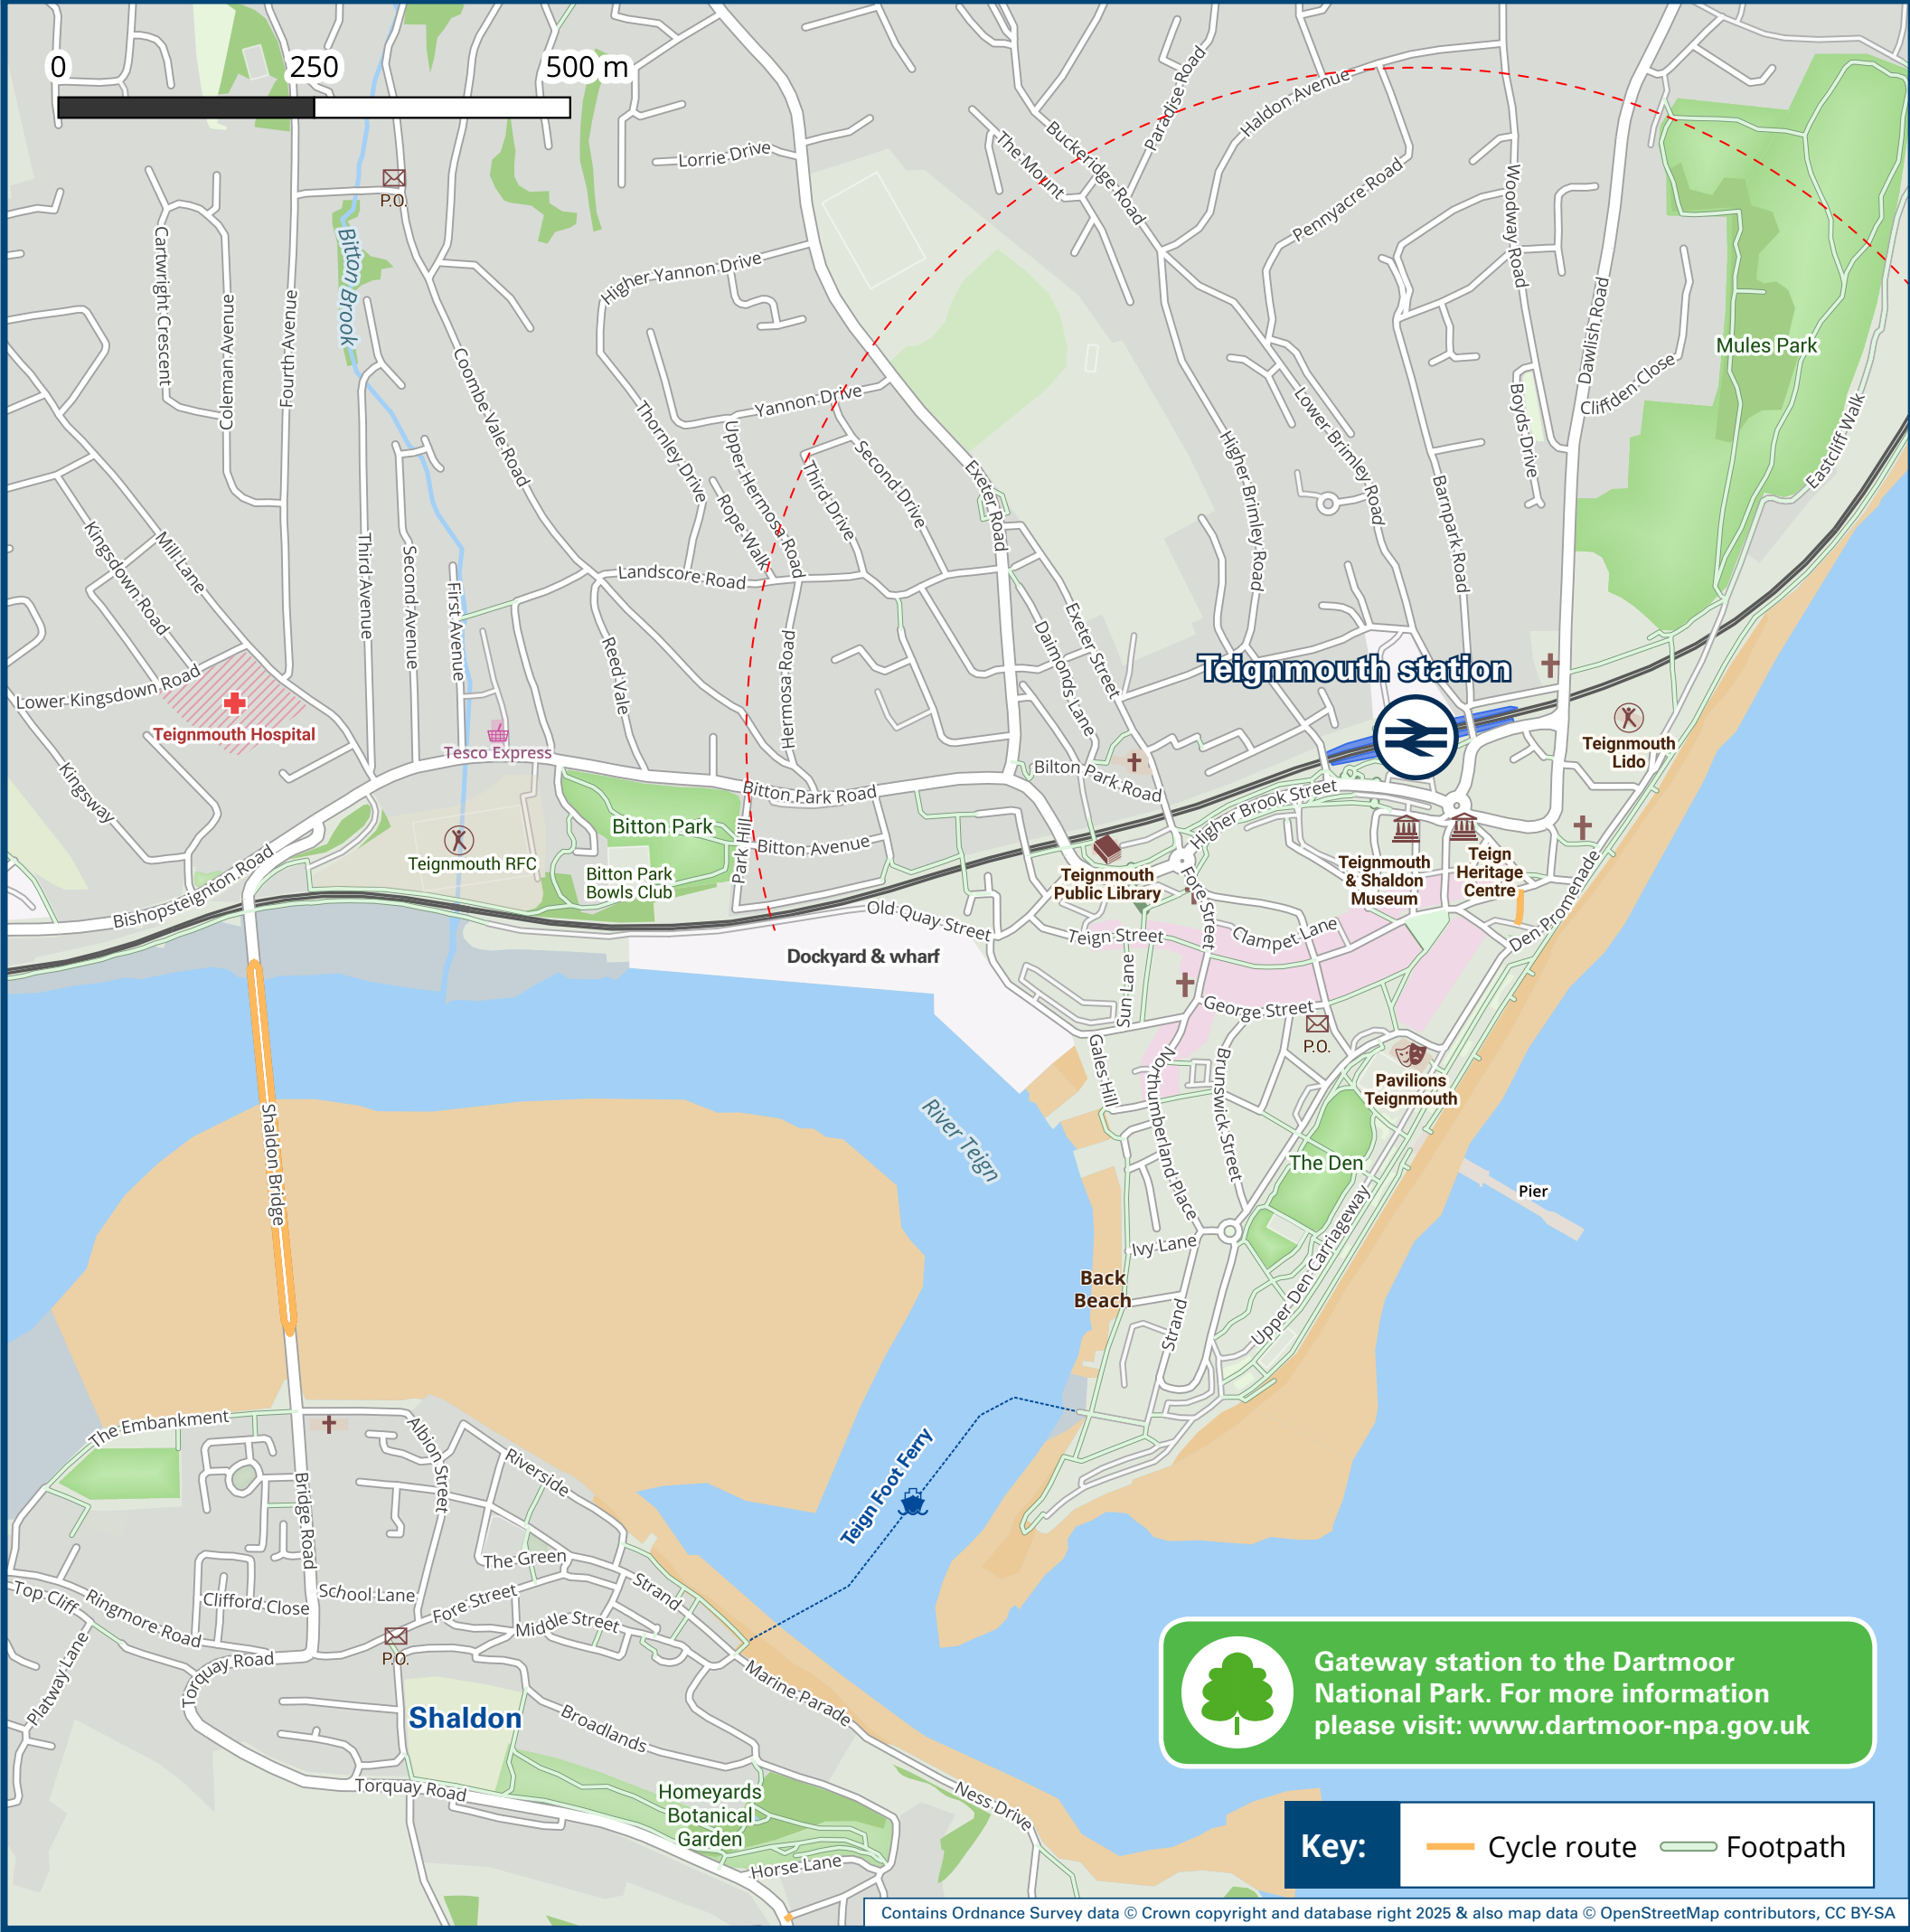 0 250 500 m
Lorrie Drive
P.O.
Bitton Brook
Cartwright Crescent
Coleman Avenue
Fourth Avenue
Higher Yannon Drive
Coombe Vale Road
Thornley Drive
Yannon Drive
Upper Hermosa Road
Rope Walk
Third Drive
Second Drive
Exeter Road
The Mount
Buckeridge Road
Paradise Road
Haldon Avenue
Pennyacre Road
Woodway Road
Dawlish Road
Boyds Drive
Cliffden Close
Mules Park
Eastcliff Walk
Lower Brimley Road
Higher Brimley Road
Barnpark Road
Kingsdown Road
Mill Lane
Third Avenue
Second Avenue
First Avenue
Landscore Road
Reed Vale
Hermosa Road
Daimonds Lane
Exeter Street
Lower Kingsdown Road
Teignmouth Hospital
Kingsway
Tesco Express
Teignmouth station
Teignmouth
Lido
Bilton Park Road
Bitton Park Road
Higher Brook Street
Bitton Park
Park Hill
Bitton Avenue
Teignmouth RFC
Bitton Park
Bowls Club
Bishopsteignton Road
Teignmouth
Public Library
Teignmouth
& Shaldon
Museum
Teign
Heritage
Centre
Fore Street
Old Quay Street
Teign Street
Clampet Lane
Den Promenade
Dockyard & wharf
Sun Lane
George Street
P.O.
Gales Hill
Northumberland Place
Brunswick Street
Pavilions
Teignmouth
River Teign
Shaldon Bridge
The Den
Pier
Ivy Lane
Upper Den Carriageway
Back
Beach
Strand
The Embankment
Albion Street
Riverside
Teign Foot Ferry
Bridge Road
The Green
Strand
Top Cliff
Ringmore Road
Clifford Close
School Lane
Fore Street
Middle Street
P.O.
Platway Lane
Torquay Road
Marine Parade
Shaldon
Broadlands
Torquay Road
Homeyards
Botanical
Garden
Ness Drive
Horse Lane
Gateway station to the Dartmoor
National Park. For more information
please visit: www.dartmoor-npa.gov.uk
Key: Cycle route Footpath
Contains Ordnance Survey data © Crown copyright and database right 2025 & also map data © OpenStreetMap contributors, CC BY-SA